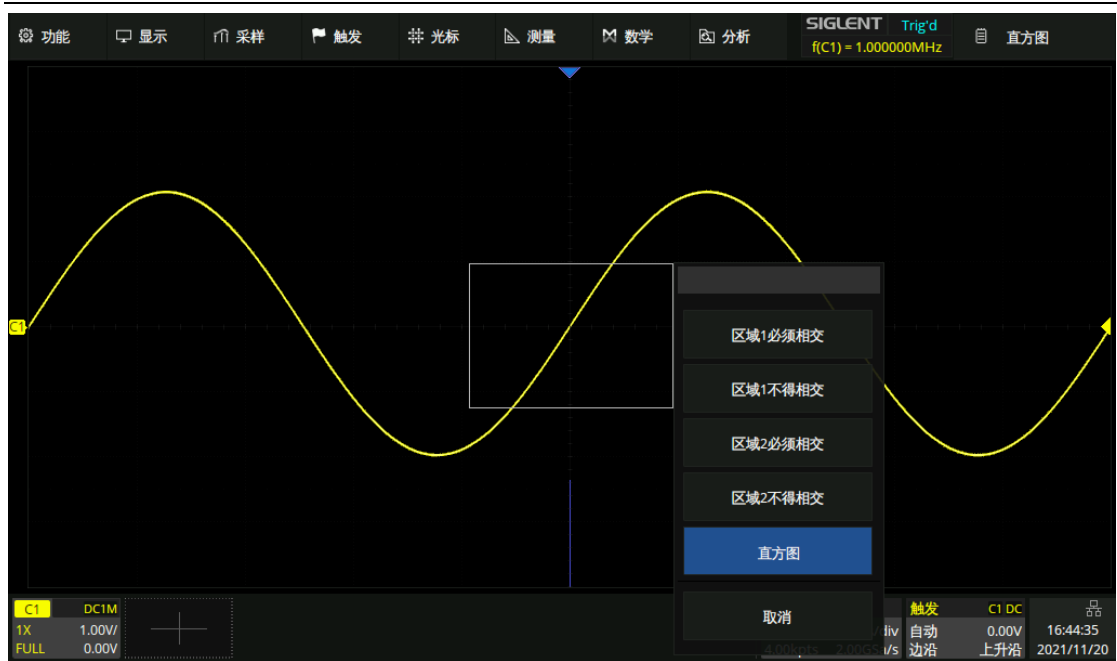 功能 显示 采样 触发 光标 测量 数学 分析 SIGLENT Trig'd 直方图
f(C1) = 1.000000MHz
C1
区域1必须相交
区域1不得相交
区域2必须相交
区域2不得相交
直方图
取消
C1 DC1M
1X 1.00V/
FULL 0.00V
/div
4.00kpts 2.00GSa/s
触发 C1 DC
自动 0.00V
边沿 上升沿
16:44:35
2021/11/20